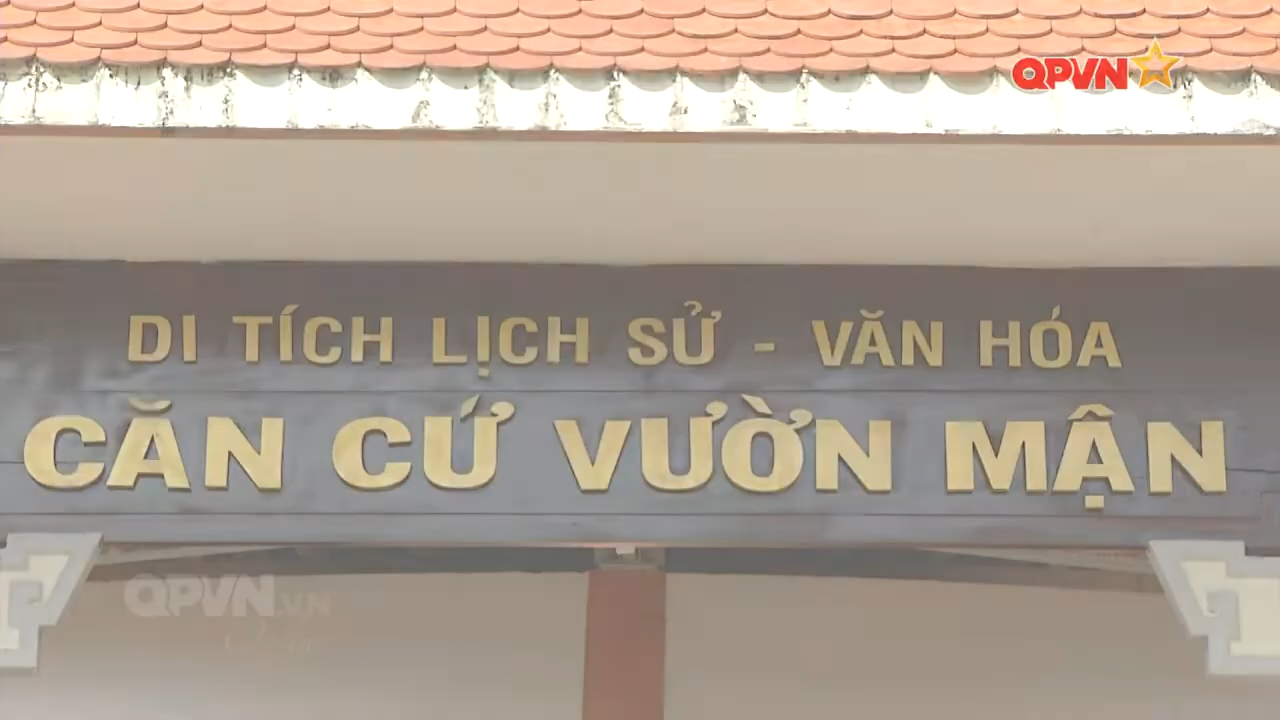 QPVN
DI TÍCH LỊCH SỬ - VĂN HÓA
CĂN CỨ VƯỜN MẬN
QPVN.VN